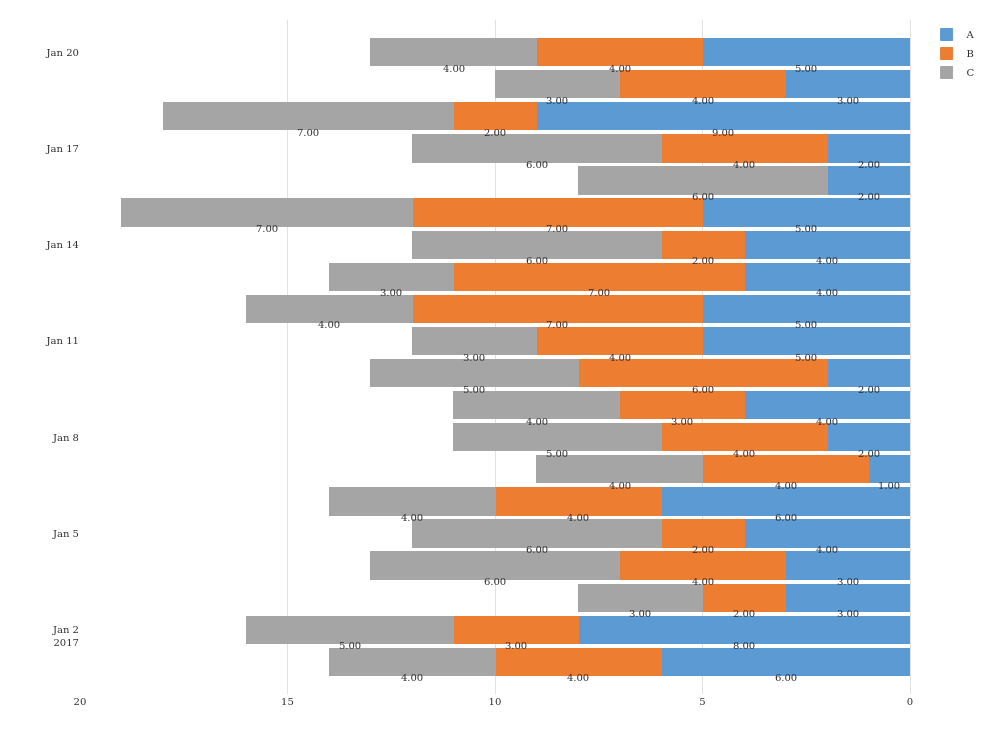 Jan 20
A
B
4.00 4.00 5.00
C
3.00 4.00 3.00
7.00 2.00 9.00
Jan 17
6.00 4.00 2.00
6.00 2.00
7.00 7.00 5.00
Jan 14
6.00 2.00 4.00
3.00 7.00 4.00
4.00 7.00 5.00
Jan 11
3.00 4.00 5.00
5.00 6.00 2.00
4.00 3.00 4.00
Jan 8
5.00 4.00 2.00
4.00 4.00 1.00
4.00 4.00 6.00
Jan 5
6.00 2.00 4.00
6.00 4.00 3.00
3.00 2.00 3.00
Jan 2
2017
5.00 3.00 8.00
4.00 4.00 6.00
20 15 10 5 0